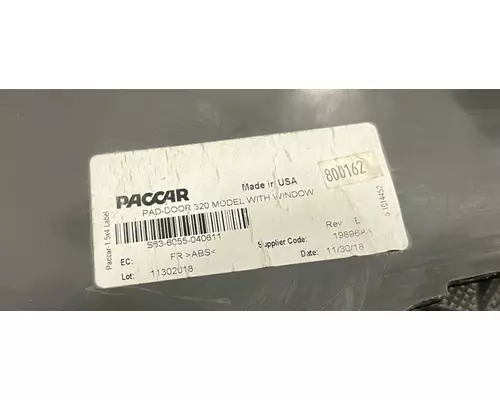 PACCAR
Made in USA
800162
PAD-DOOR 320 MODEL WITH WINDOW
S63-6055-040611
Rev
EC: FR >ABS<
Supplier Code: 19896A
Lot: 11302018
Date: 11/30/18
Paccar-1 5x4 Label